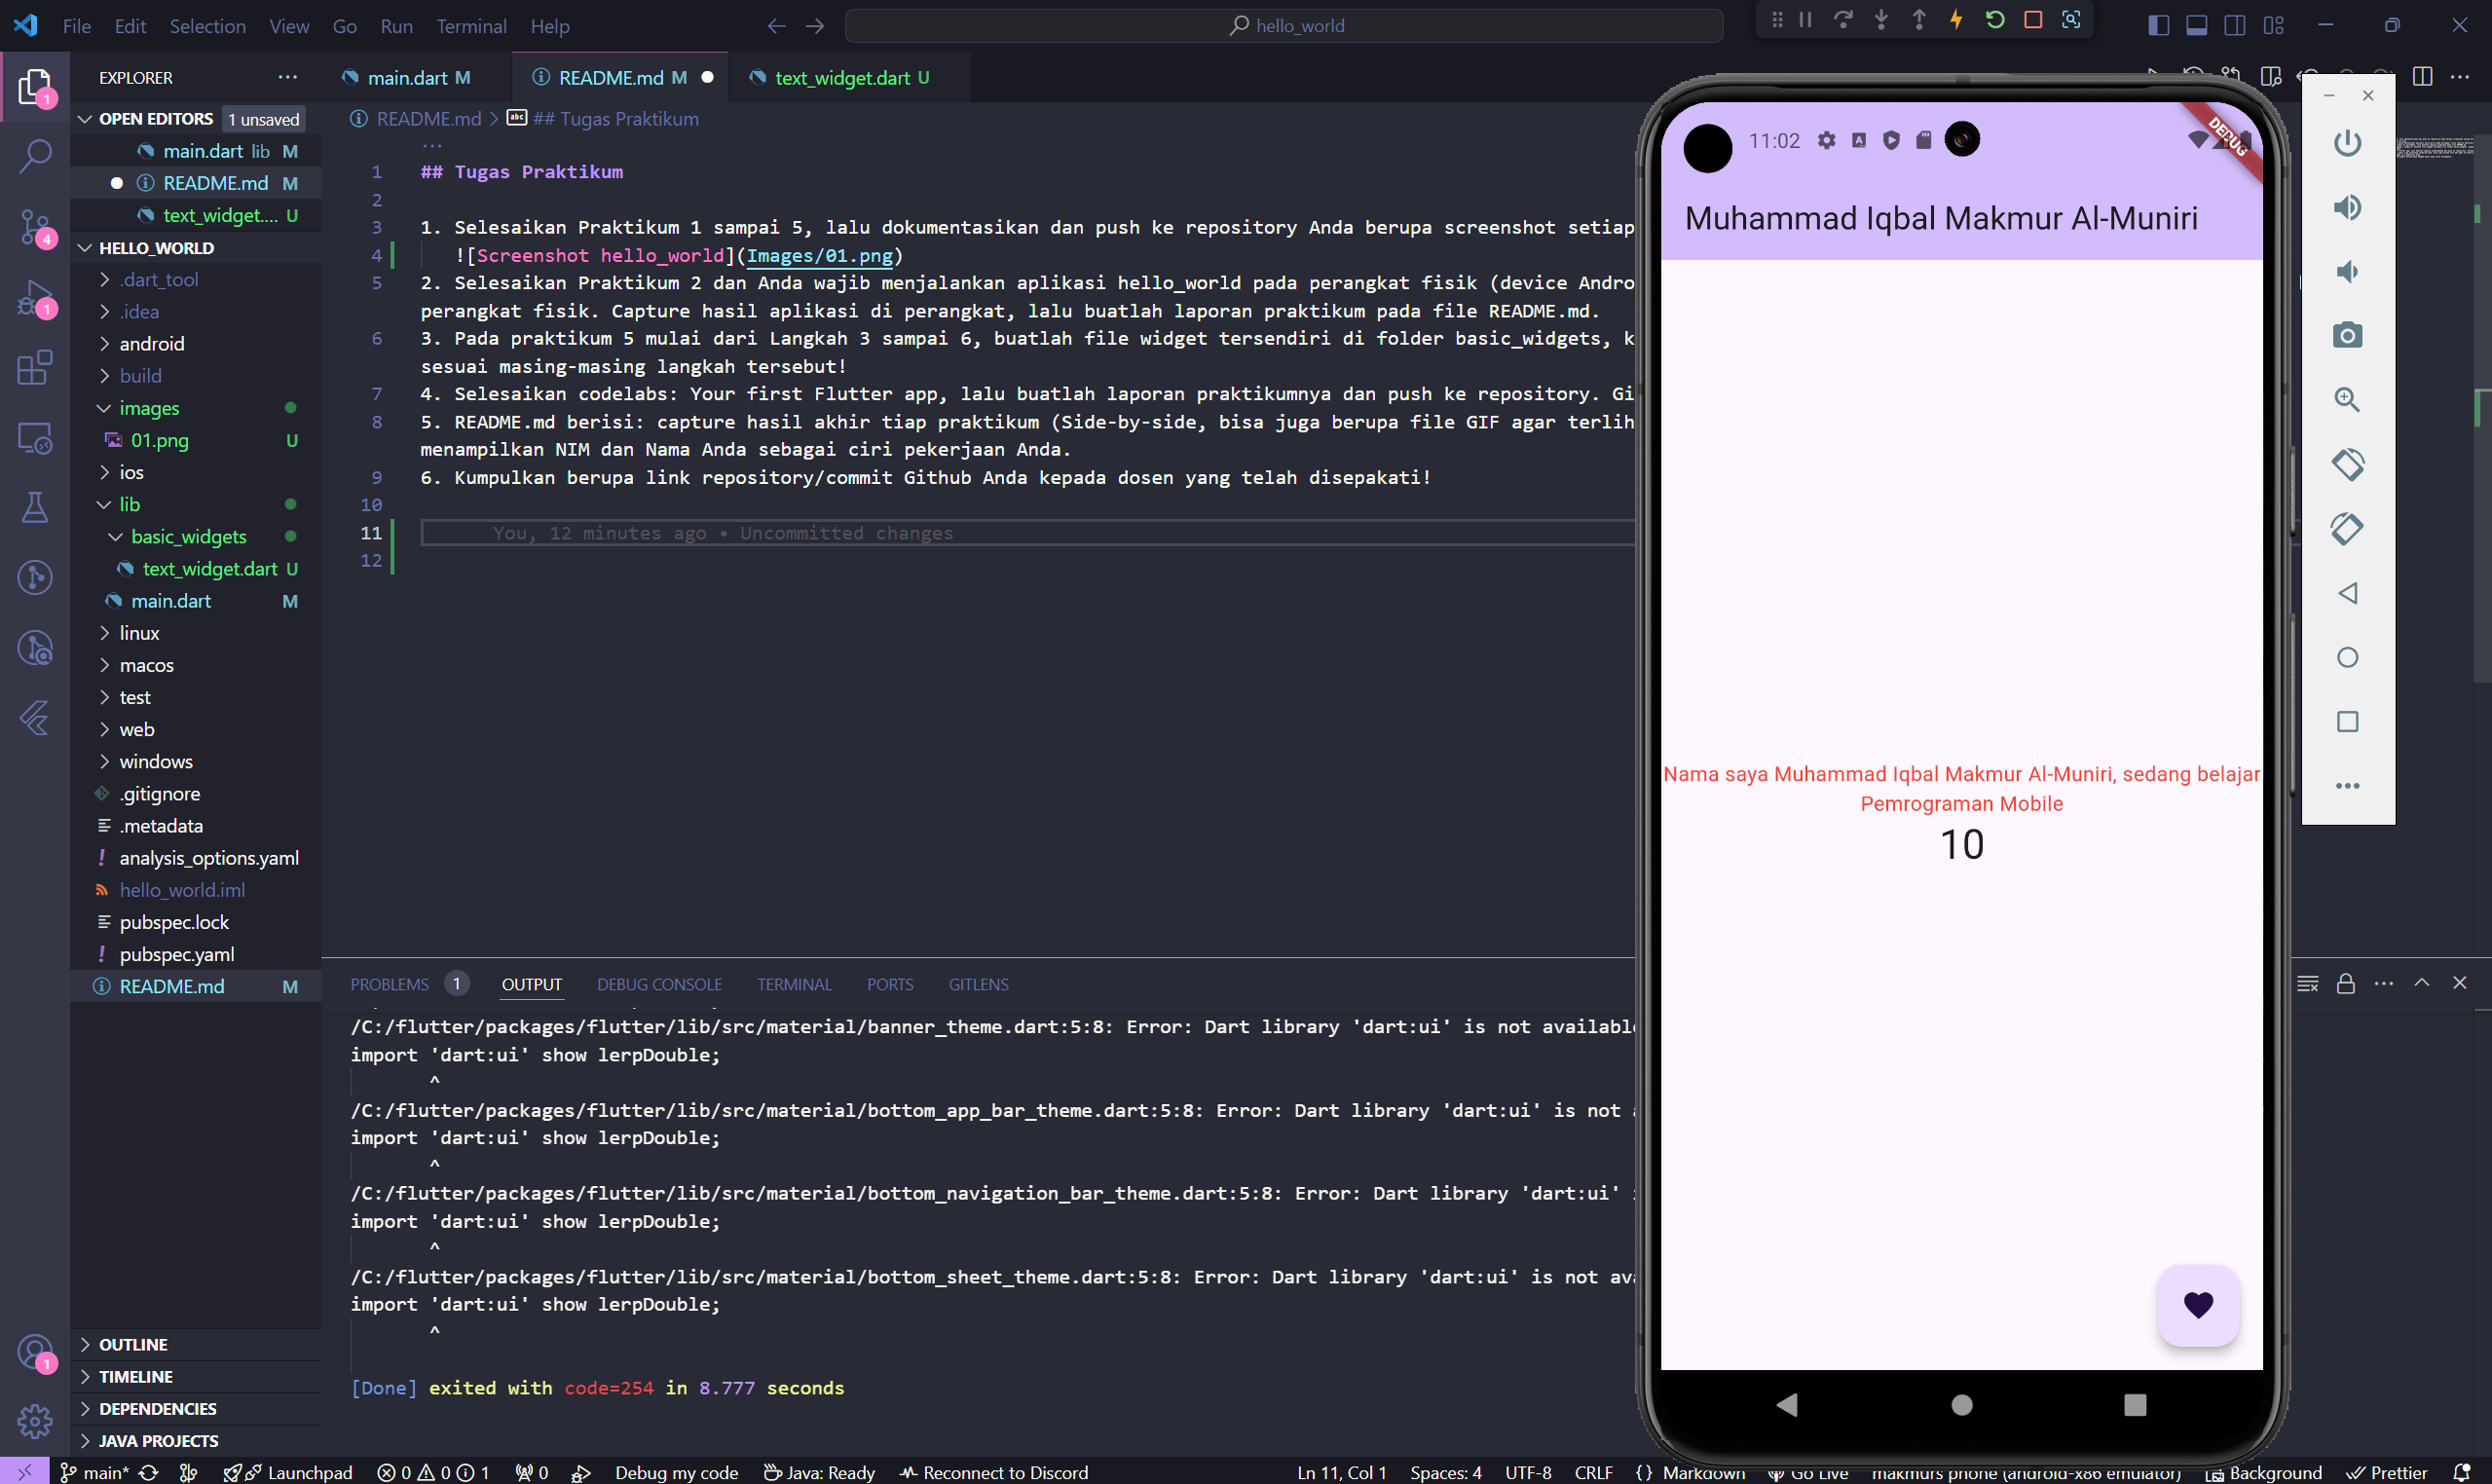 File Edit Selection View Go Run Terminal Help
hello_world
EXPLORER
main.dart M
README.md M
text_widget.dart U
OPEN EDITORS 1 unsaved
main.dart lib M
README.md M
text_widget.... U
HELLO_WORLD
.dart_tool
.idea
android
build
images
01.png U
ios
lib
basic_widgets
text_widget.dart U
main.dart M
linux
macos
test
web
windows
.gitignore
.metadata
analysis_options.yaml
hello_world.iml
pubspec.lock
pubspec.yaml
README.md M
OUTLINE
TIMELINE
DEPENDENCIES
JAVA PROJECTS
1
4
1
1
README.md > ## Tugas Praktikum
...
1 ## Tugas Praktikum
2
3 1. Selesaikan Praktikum 1 sampai 5, lalu dokumentasikan dan push ke repository Anda berupa screenshot setiap
4 ![Screenshot hello_world](Images/01.png)
5 2. Selesaikan Praktikum 2 dan Anda wajib menjalankan aplikasi hello_world pada perangkat fisik (device Andro
perangkat fisik. Capture hasil aplikasi di perangkat, lalu buatlah laporan praktikum pada file README.md.
6 3. Pada praktikum 5 mulai dari Langkah 3 sampai 6, buatlah file widget tersendiri di folder basic_widgets, k
sesuai masing-masing langkah tersebut!
7 4. Selesaikan codelabs: Your first Flutter app, lalu buatlah laporan praktikumnya dan push ke repository. Gi
8 5. README.md berisi: capture hasil akhir tiap praktikum (Side-by-side, bisa juga berupa file GIF agar terlih
menampilkan NIM dan Nama Anda sebagai ciri pekerjaan Anda.
9 6. Kumpulkan berupa link repository/commit Github Anda kepada dosen yang telah disepakati!
10
11 You, 12 minutes ago • Uncommitted changes
12
PROBLEMS 1 OUTPUT DEBUG CONSOLE TERMINAL PORTS GITLENS
/C:/flutter/packages/flutter/lib/src/material/banner_theme.dart:5:8: Error: Dart library 'dart:ui' is not availabl
import 'dart:ui' show lerpDouble;
^
/C:/flutter/packages/flutter/lib/src/material/bottom_app_bar_theme.dart:5:8: Error: Dart library 'dart:ui' is not
import 'dart:ui' show lerpDouble;
^
/C:/flutter/packages/flutter/lib/src/material/bottom_navigation_bar_theme.dart:5:8: Error: Dart library 'dart:ui'
import 'dart:ui' show lerpDouble;
^
/C:/flutter/packages/flutter/lib/src/material/bottom_sheet_theme.dart:5:8: Error: Dart library 'dart:ui' is not av
import 'dart:ui' show lerpDouble;
^
[Done] exited with code=254 in 8.777 seconds
11:02
DEBUG
Muhammad Iqbal Makmur Al-Muniri
Nama saya Muhammad Iqbal Makmur Al-Muniri, sedang belajar
Pemrograman Mobile
10
main* Launchpad 0 0 1 0 Debug my code Java: Ready Reconnect to Discord Ln 11, Col 1 Spaces: 4 UTF-8 CRLF {} Markdown Go Live makmurs phone (android-x86 emulator) Background Prettier